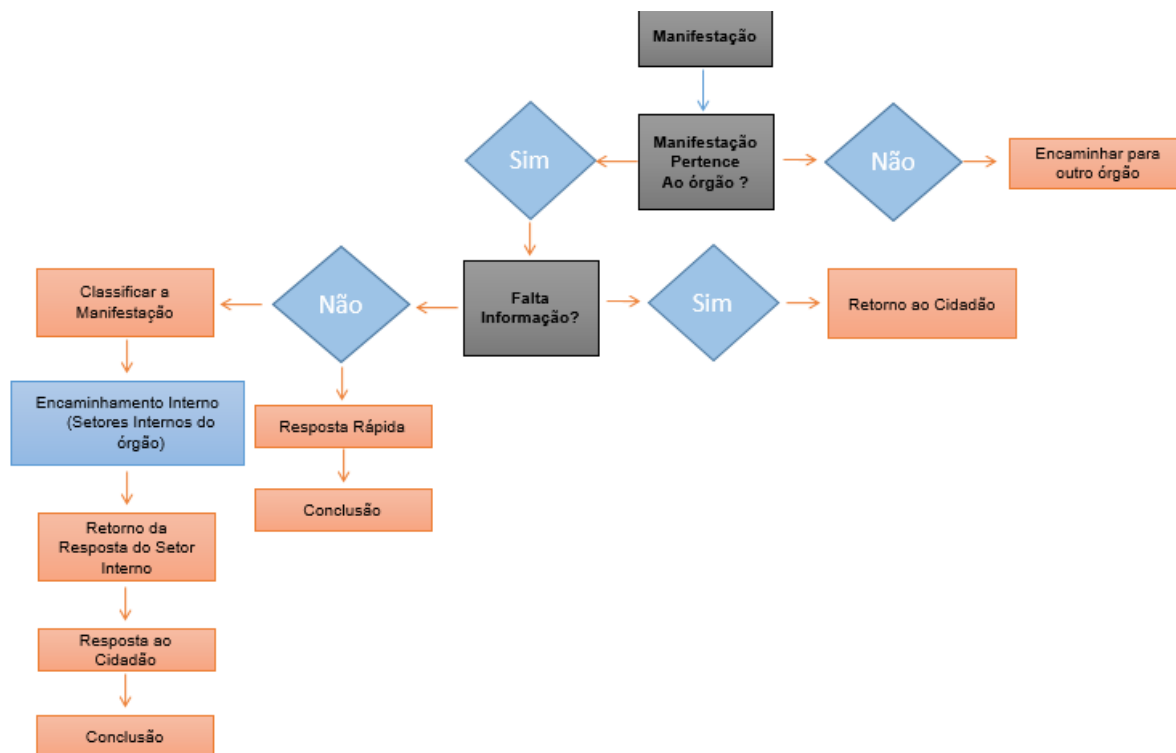 Manifestação
Sim
Manifestação
Pertence
Ao órgão ?
Não
Encaminhar para
outro órgão
Classificar a
Manifestação
Não
Falta
Informação?
Sim
Retorno ao Cidadão
Encaminhamento Interno
(Setores Internos do
órgão)
Resposta Rápida
Conclusão
Retorno da
Resposta do Setor
Interno
Resposta ao
Cidadão
Conclusão